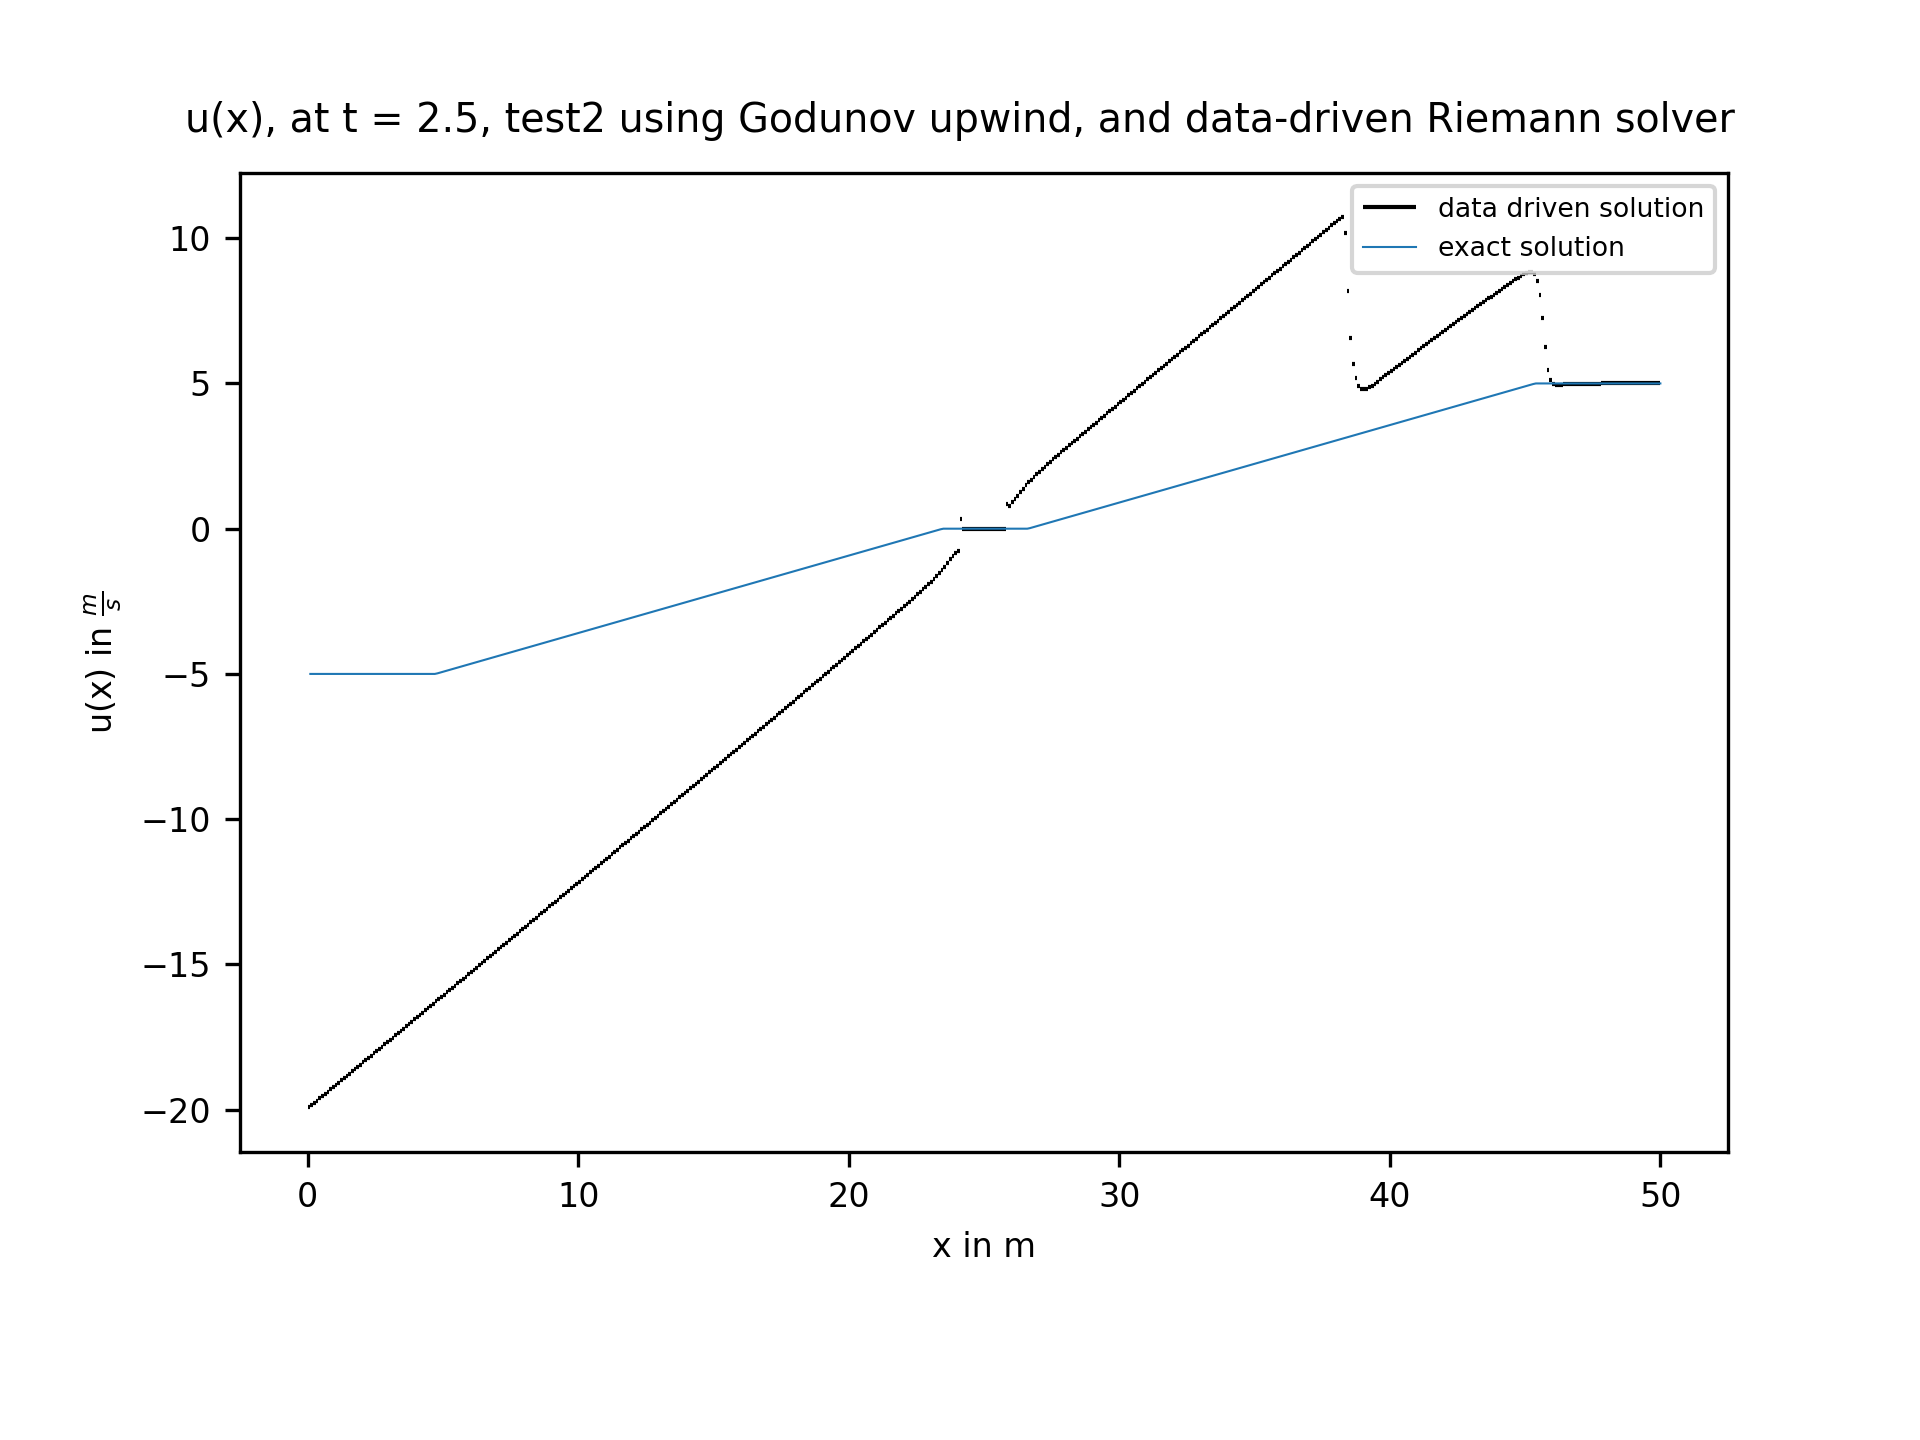 u(x), at t = 2.5, test2 using Godunov upwind, and data-driven Riemann solver
data driven solution
exact solution
10
5
0
−5
−10
−15
−20
u(x) in m/s
0 10 20 30 40 50
x in m